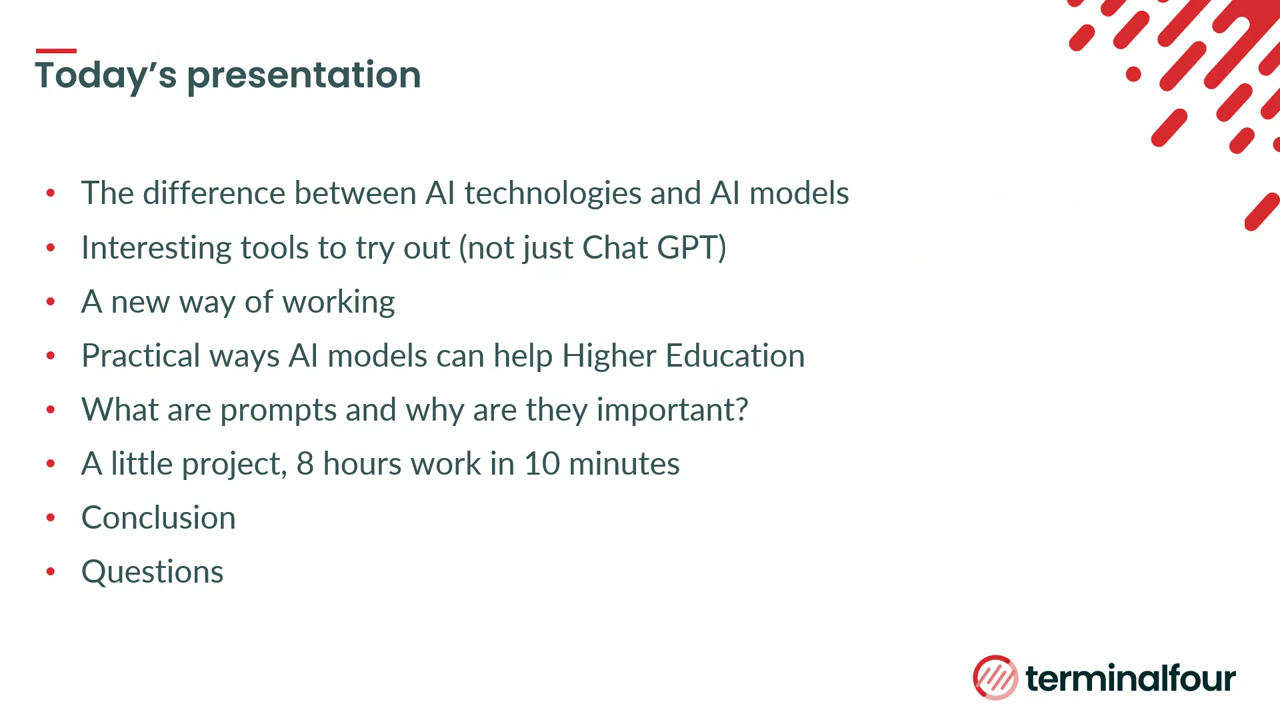 Today’s presentation
• The difference between AI technologies and AI models
• Interesting tools to try out (not just Chat GPT)
• A new way of working
• Practical ways AI models can help Higher Education
• What are prompts and why are they important?
• A little project, 8 hours work in 10 minutes
• Conclusion
• Questions
terminalfour